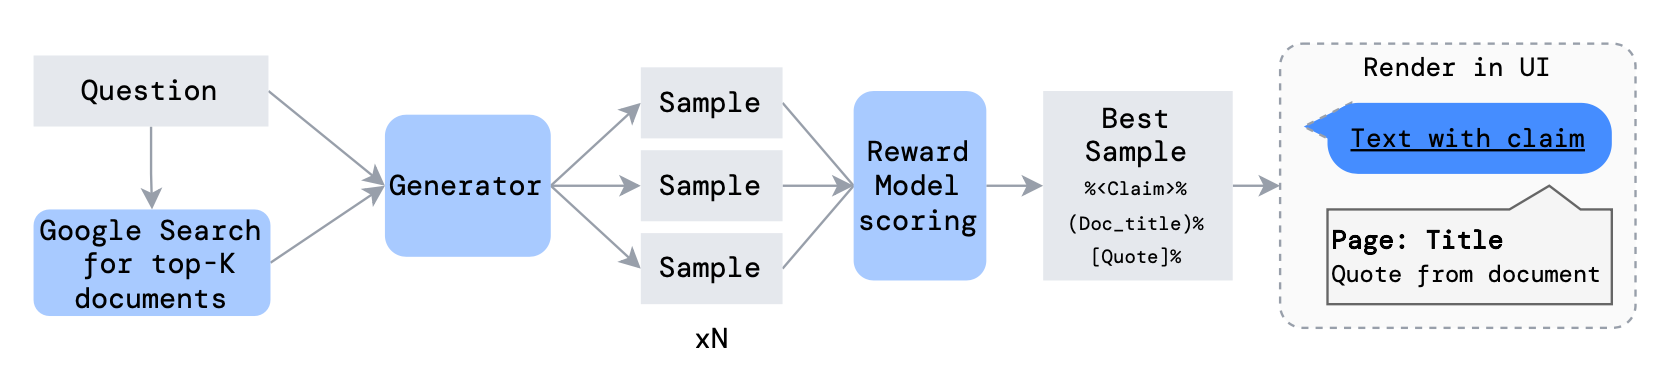 Question
Google Search
for top-K
documents
Generator
Sample
Sample
Sample
xN
Reward
Model
scoring
Best
Sample
%<Claim>%
(Doc_title)%
[Quote]%
Render in UI
Text with claim
Page: Title
Quote from document